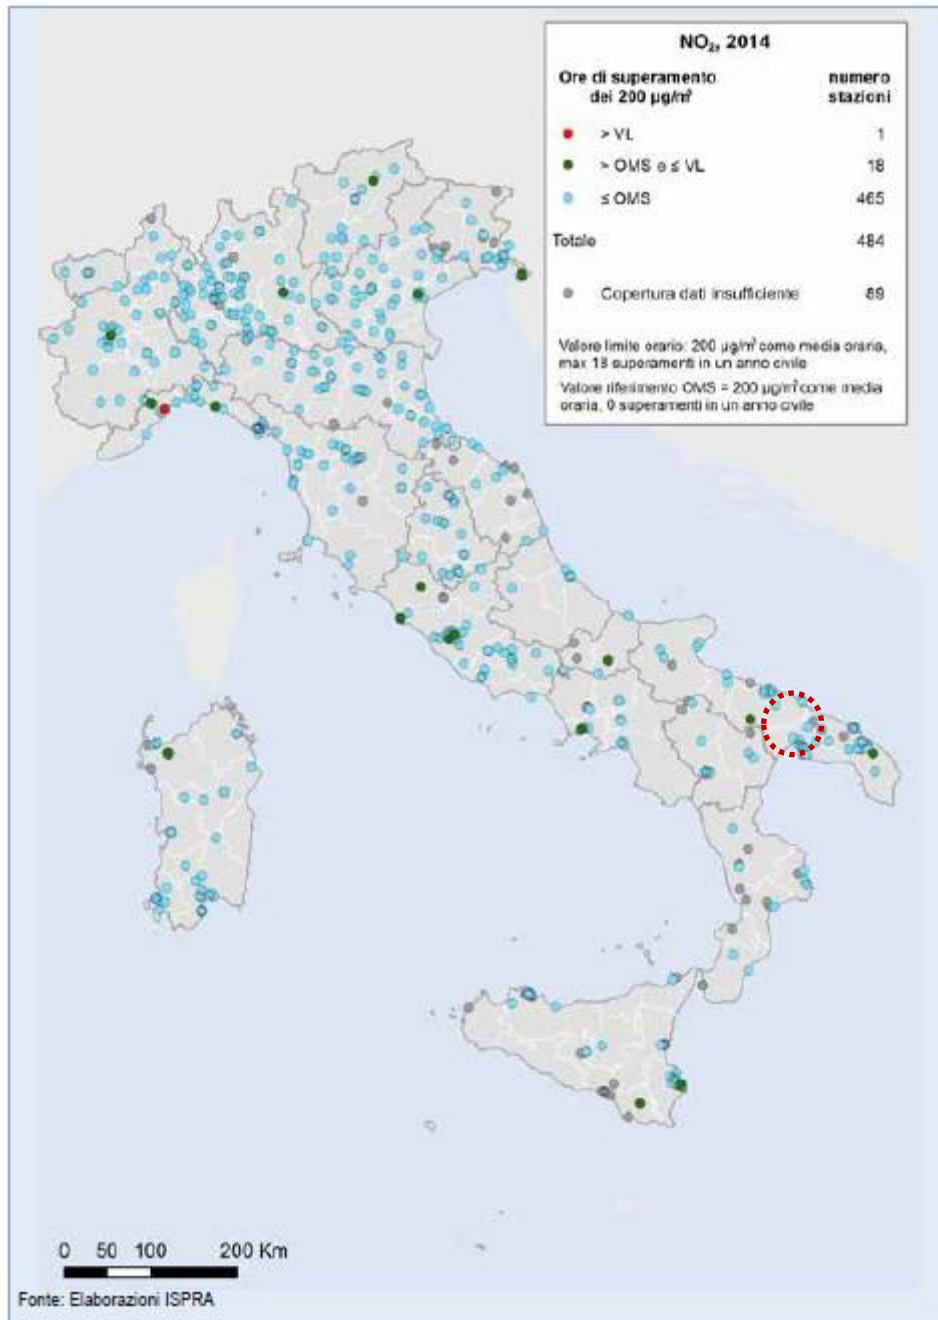 NO₂, 2014
Ore di superamento numero
dei 200 µg/m³ stazioni
> VL 1
> OMS e ≤ VL 18
≤ OMS 465
Totale 484
Copertura dati insufficiente 89
Valore limite orario: 200 µg/m³ come media oraria,
max 18 superamenti in un anno civile
Valore riferimento OMS = 200 µg/m³ come media
oraria, 0 superamenti in un anno civile
0 50 100 200 Km
Fonte: Elaborazioni ISPRA